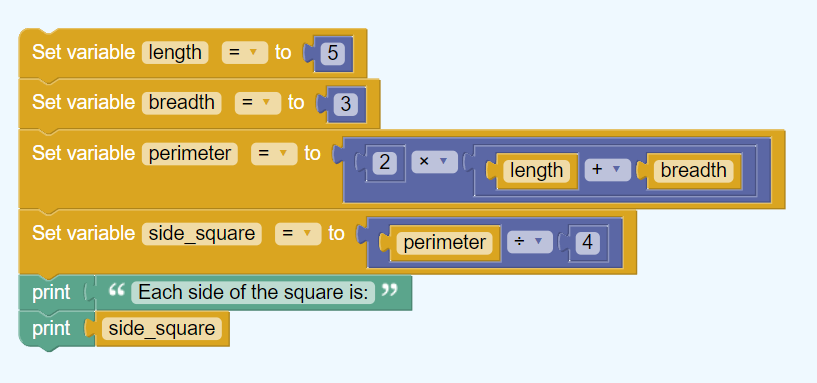 Set variable length = ▾ to 5
Set variable breadth = ▾ to 3
Set variable perimeter = ▾ to 2 × ▾ length + ▾ breadth
Set variable side_square = ▾ to perimeter ÷ ▾ 4
print “ Each side of the square is: ”
print side_square